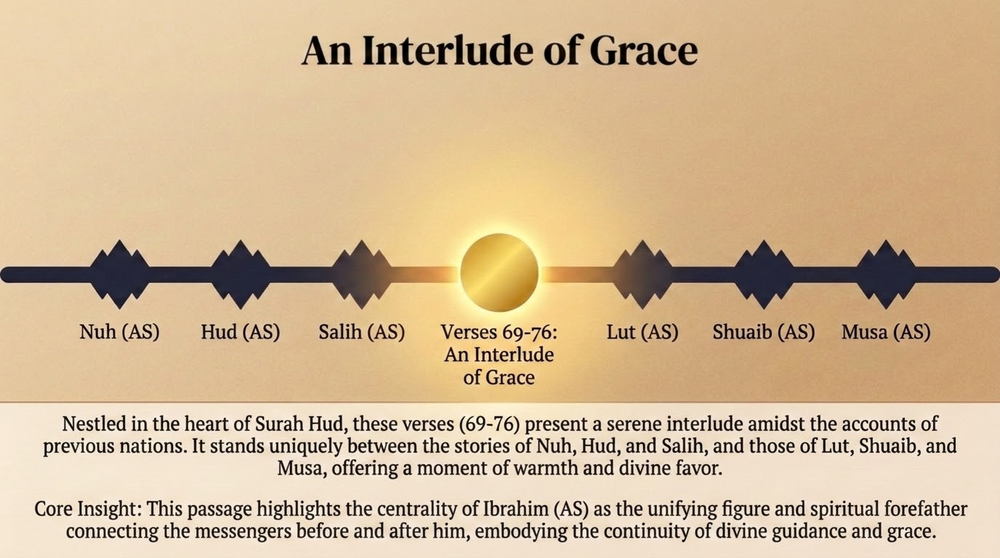 An Interlude of Grace
Nuh (AS)
Hud (AS)
Salih (AS)
Verses 69-76:
An Interlude
of Grace
Lut (AS)
Shuaib (AS)
Musa (AS)
Nestled in the heart of Surah Hud, these verses (69-76) present a serene interlude amidst the accounts of
previous nations. It stands uniquely between the stories of Nuh, Hud, and Salih, and those of Lut, Shuaib, and
Musa, offering a moment of warmth and divine favor.
Core Insight: This passage highlights the centrality of Ibrahim (AS) as the unifying figure and spiritual forefather
connecting the messengers before and after him, embodying the continuity of divine guidance and grace.